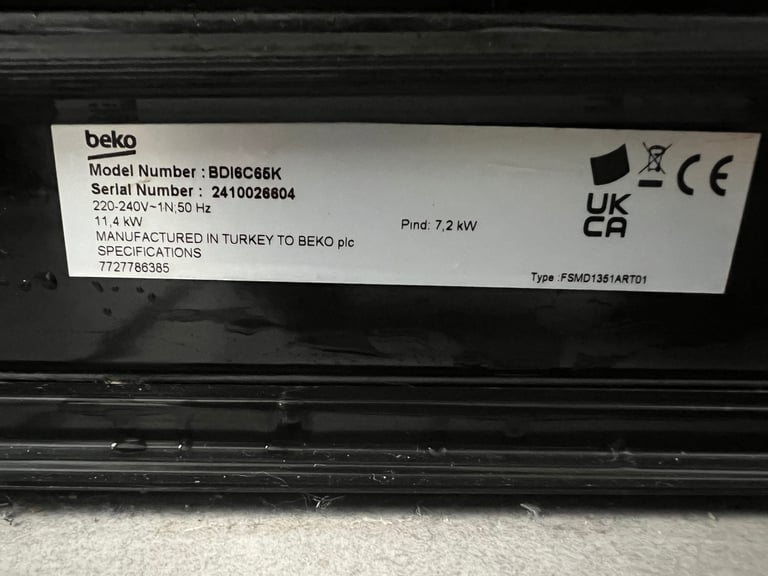 beko
Model Number : BDI6C65K
Serial Number : 2410026604
220-240V~1N;50 Hz
11,4 kW
Pınd: 7,2 kW
MANUFACTURED IN TURKEY TO BEKO plc
SPECIFICATIONS
7727786385
Type :FSMD1351ART01
UK
CA
CE